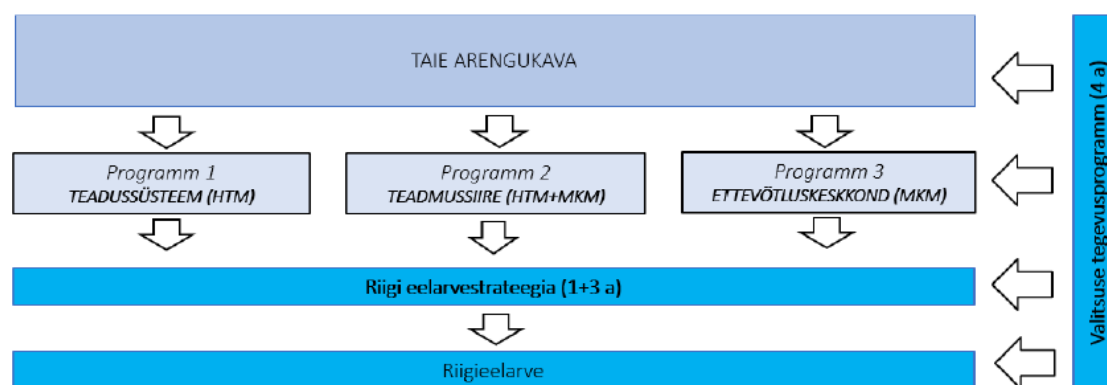 TAIE ARENGUKAVA
Programm 1
TEADUSSÜSTEEM (HTM)
Programm 2
TEADMUSSIIRE (HTM+MKM)
Programm 3
ETTEVÕTLUSKESKKOND (MKM)
Riigi eelarvestrateegia (1+3 a)
Riigieelarve
Valitsuse tegevusprogramm (4 a)